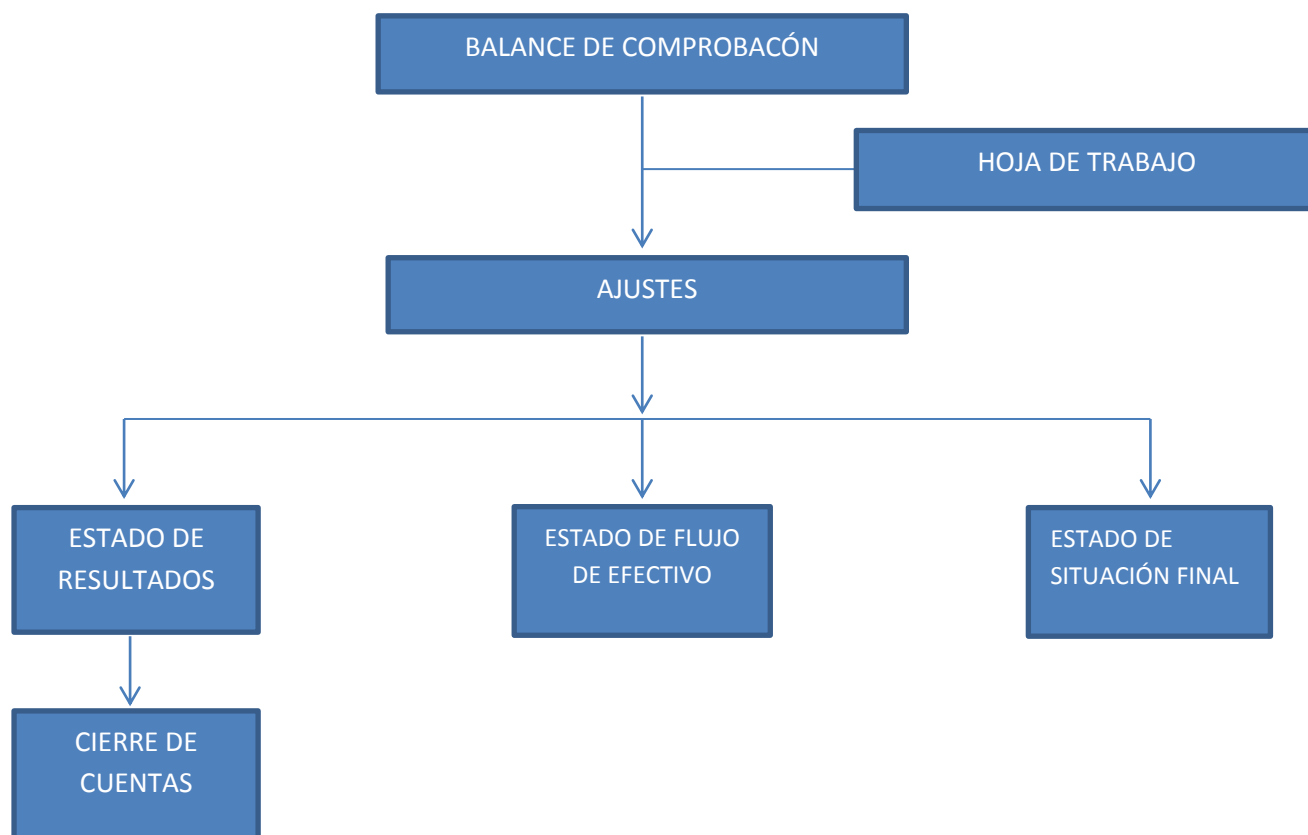 BALANCE DE COMPROBACÓN
HOJA DE TRABAJO
AJUSTES
ESTADO DE
RESULTADOS
ESTADO DE FLUJO
DE EFECTIVO
ESTADO DE
SITUACIÓN FINAL
CIERRE DE
CUENTAS